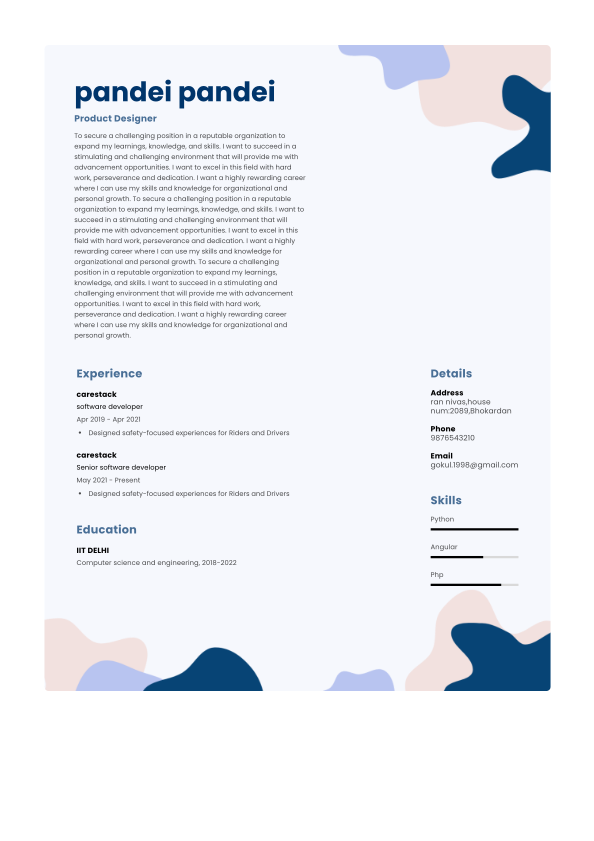 pandei pandei
Product Designer
To secure a challenging position in a reputable organization to
expand my learnings, knowledge, and skills. I want to succeed in a
stimulating and challenging environment that will provide me with
advancement opportunities. I want to excel in this field with hard
work, perseverance and dedication. I want a highly rewarding career
where I can use my skills and knowledge for organizational and
personal growth. To secure a challenging position in a reputable
organization to expand my learnings, knowledge, and skills. I want to
succeed in a stimulating and challenging environment that will
provide me with advancement opportunities. I want to excel in this
field with hard work, perseverance and dedication. I want a highly
rewarding career where I can use my skills and knowledge for
organizational and personal growth. To secure a challenging
position in a reputable organization to expand my learnings,
knowledge, and skills. I want to succeed in a stimulating and
challenging environment that will provide me with advancement
opportunities. I want to excel in this field with hard work,
perseverance and dedication. I want a highly rewarding career
where I can use my skills and knowledge for organizational and
personal growth.
Experience
carestack
software developer
Apr 2019 - Apr 2021
• Designed safety-focused experiences for Riders and Drivers
carestack
Senior software developer
May 2021 - Present
• Designed safety-focused experiences for Riders and Drivers
Education
IIT DELHI
Computer science and engineering, 2018-2022
Details
Address
ran nivas,house
num:2089,Bhokardan
Phone
9876543210
Email
gokul.1998@gmail.com
Skills
Python
Angular
Php